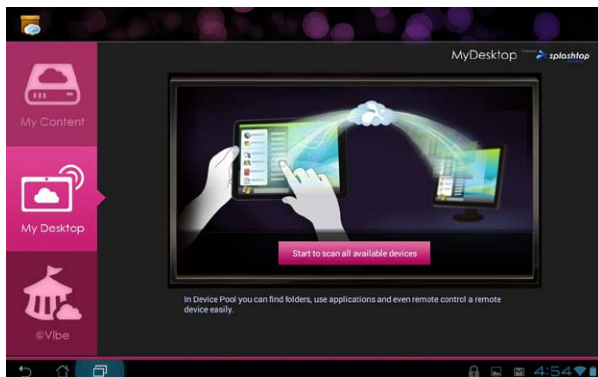 MyDesktop
splashtop
My Content
My Desktop
Start to scan all available devices
In Device Pool you can find folders, use applications and even remote control a remote
device easily.
@Vibe
4:54